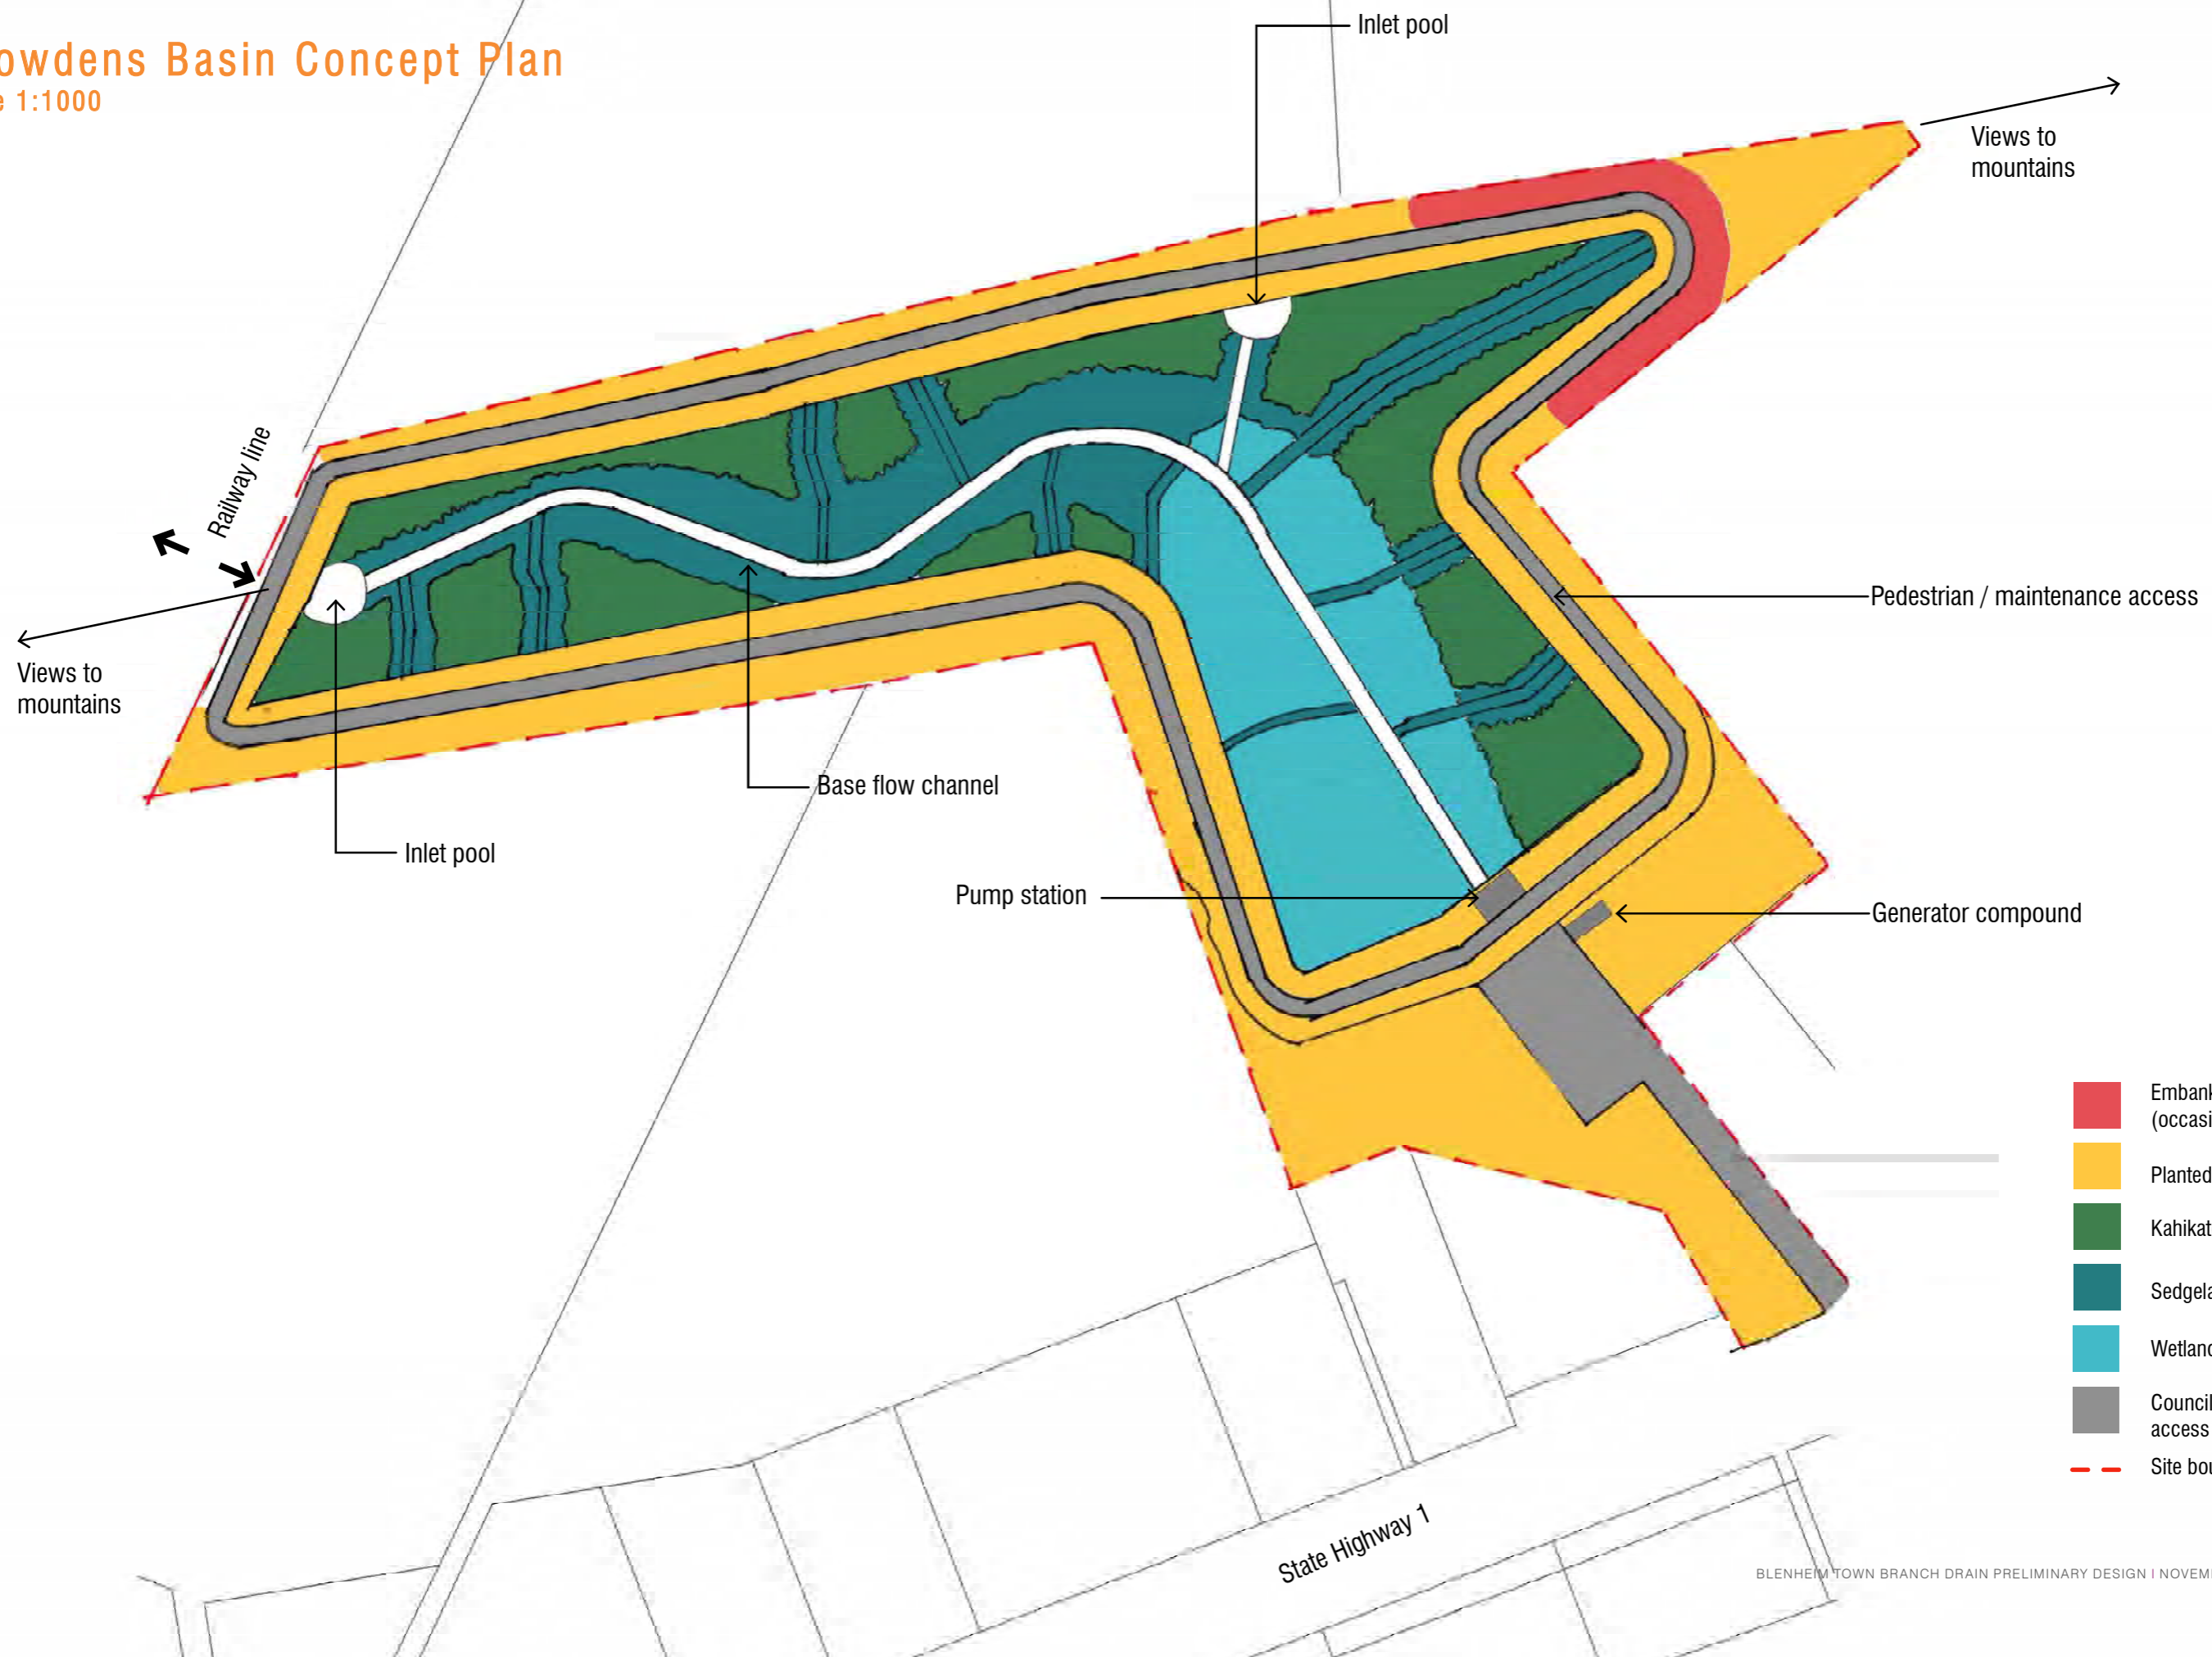 owdens Basin Concept Plan
e 1:1000
Inlet pool
Views to
mountains
Railway line
Pedestrian / maintenance access
Views to
mountains
Base flow channel
Inlet pool
Pump station
Generator compound
Embank
(occasi
Planted
Kahikat
Sedgela
Wetland
Council
access
Site bou
State Highway 1
BLENHEIM TOWN BRANCH DRAIN PRELIMINARY DESIGN | NOVEM